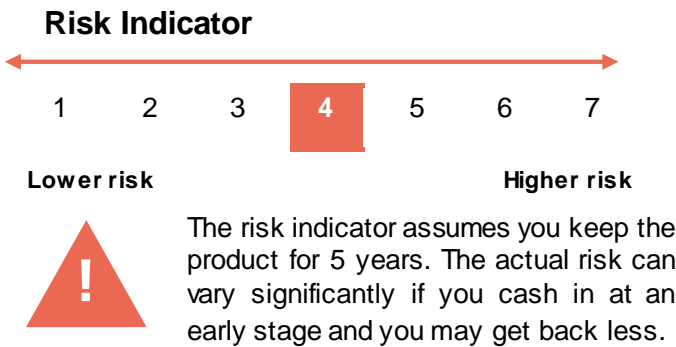 Risk Indicator
1 2 3 4 5 6 7
Lower risk Higher risk
!
The risk indicator assumes you keep the
product for 5 years. The actual risk can
vary significantly if you cash in at an
early stage and you may get back less.